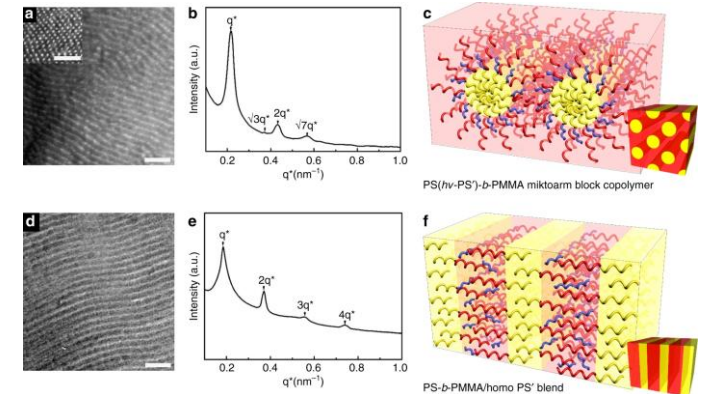 a
b
q*
√3q*
2q*
√7q*
Intensity (a.u.)
0.2 0.4 0.6 0.8 1.0
q*(nm⁻¹)
c
PS(hv-PS′)-b-PMMA miktoarm block copolymer
d
e
q*
2q*
3q*
4q*
Intensity (a.u.)
0.2 0.4 0.6 0.8 1.0
q*(nm⁻¹)
f
PS-b-PMMA/homo PS′ blend